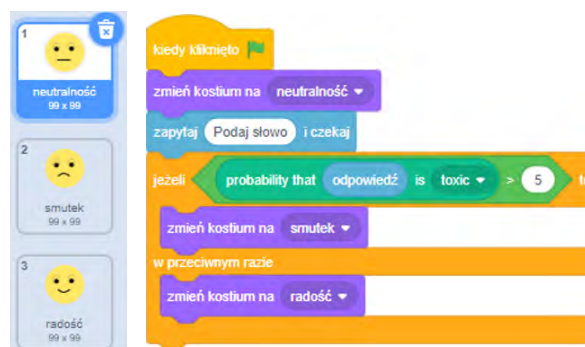 1
neutralność
99 x 99
2
smutek
99 x 99
3
radość
99 x 99
kiedy kliknięto
zmień kostium na neutralność
zapytaj Podaj słowo i czekaj
jeżeli probability that odpowiedź is toxic > 5 t
zmień kostium na smutek
w przeciwnym razie
zmień kostium na radość